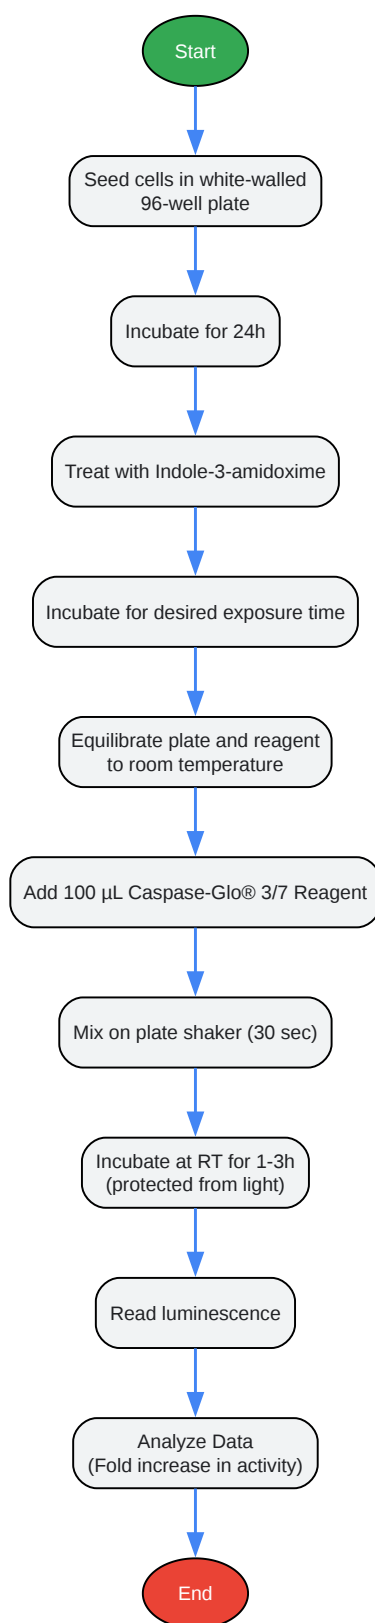 Start
Seed cells in white-walled
96-well plate
Incubate for 24h
Treat with Indole-3-amidoxime
Incubate for desired exposure time
Equilibrate plate and reagent
to room temperature
Add 100 µL Caspase-Glo® 3/7 Reagent
Mix on plate shaker (30 sec)
Incubate at RT for 1-3h
(protected from light)
Read luminescence
Analyze Data
(Fold increase in activity)
End